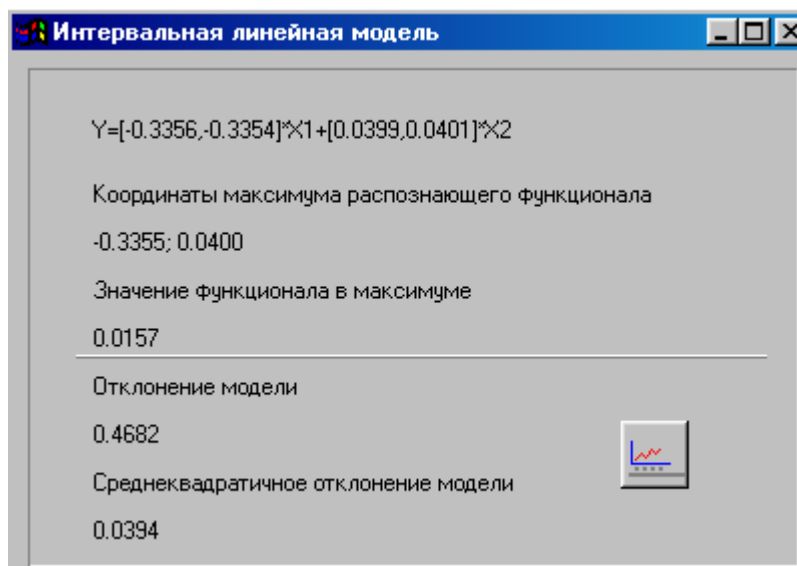 Интервальная линейная модель
Y=[-0.3356,-0.3354]*X1+[0.0399,0.0401]*X2
Координаты максимума распознающего функционала
-0.3355; 0.0400
Значение функционала в максимуме
0.0157
Отклонение модели
0.4682
Среднеквадратичное отклонение модели
0.0394